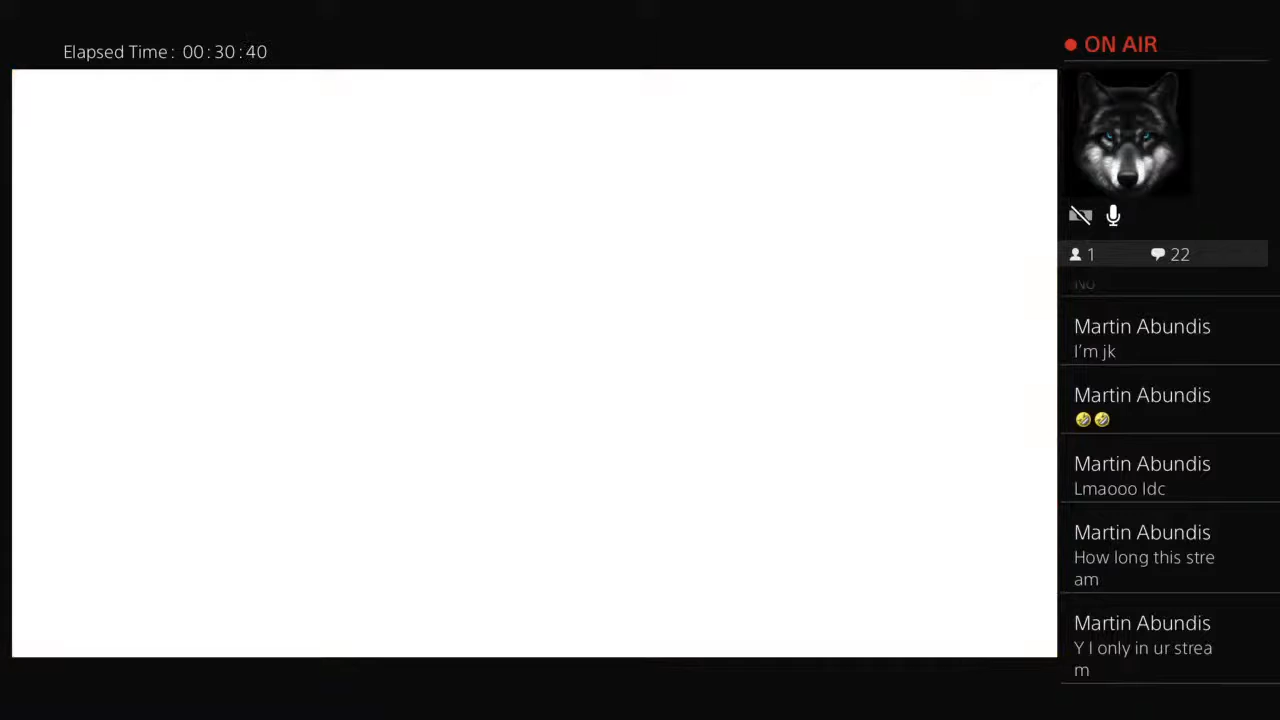 Elapsed Time: 00:30:40
ON AIR
1 22
No
Martin Abundis
I'm jk
Martin Abundis
🤣🤣
Martin Abundis
Lmaooo Idc
Martin Abundis
How long this stre
am
Martin Abundis
Y I only in ur strea
m